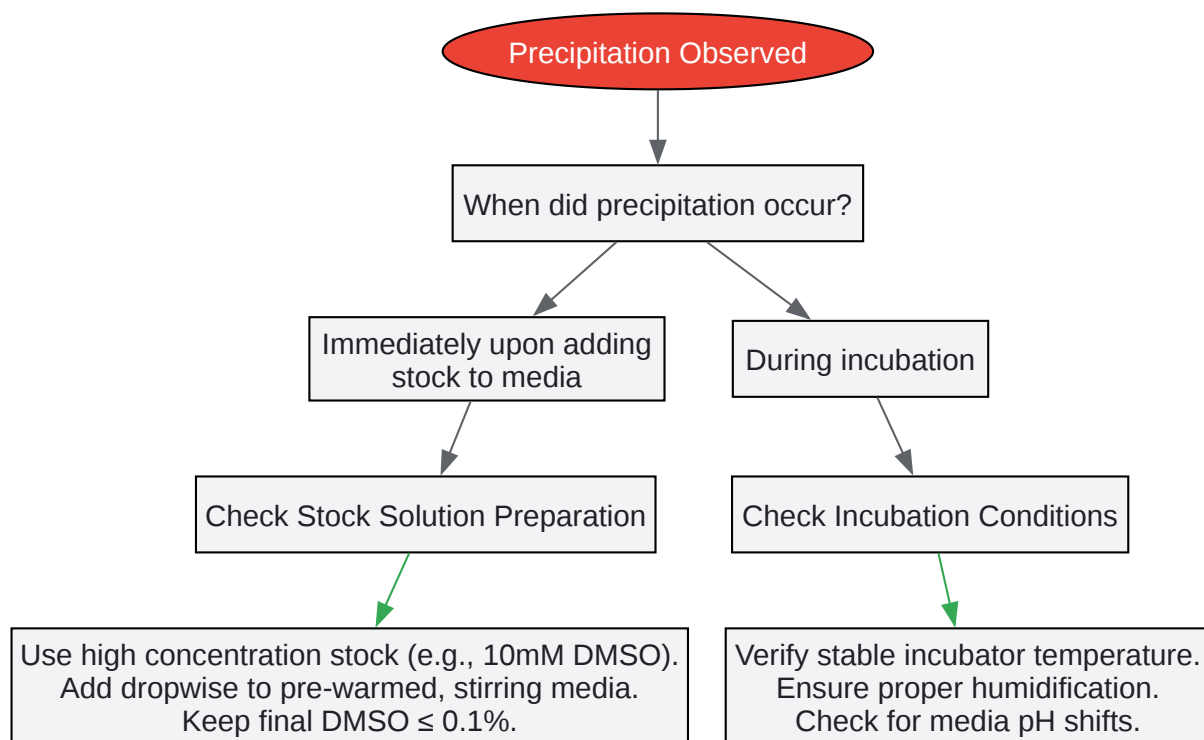 Precipitation Observed
When did precipitation occur?
Immediately upon adding
stock to media
During incubation
Check Stock Solution Preparation
Check Incubation Conditions
Use high concentration stock (e.g., 10mM DMSO).
Add dropwise to pre-warmed, stirring media.
Keep final DMSO ≤ 0.1%.
Verify stable incubator temperature.
Ensure proper humidification.
Check for media pH shifts.